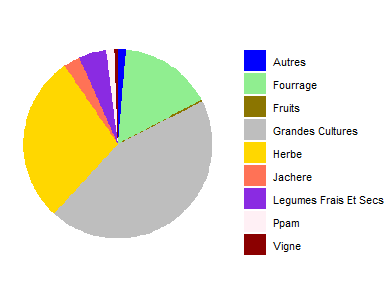 Autres
Fourrage
Fruits
Grandes Cultures
Herbe
Jachere
Legumes Frais Et Secs
Ppam
Vigne